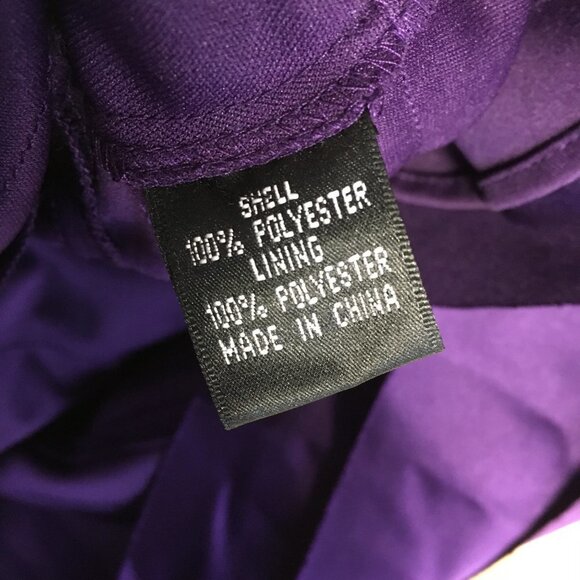 SHELL
100% POLYESTER
LINING
100% POLYESTER
MADE IN CHINA